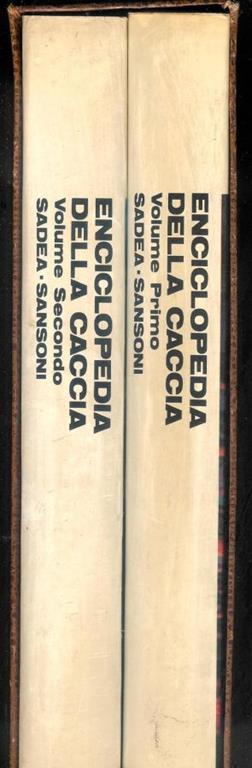 ENCICLOPEDIA
DELLA CACCIA
Volume Primo
SADEA·SANSONI
ENCICLOPEDIA
DELLA CACCIA
Volume Secondo
SADEA·SANSONI